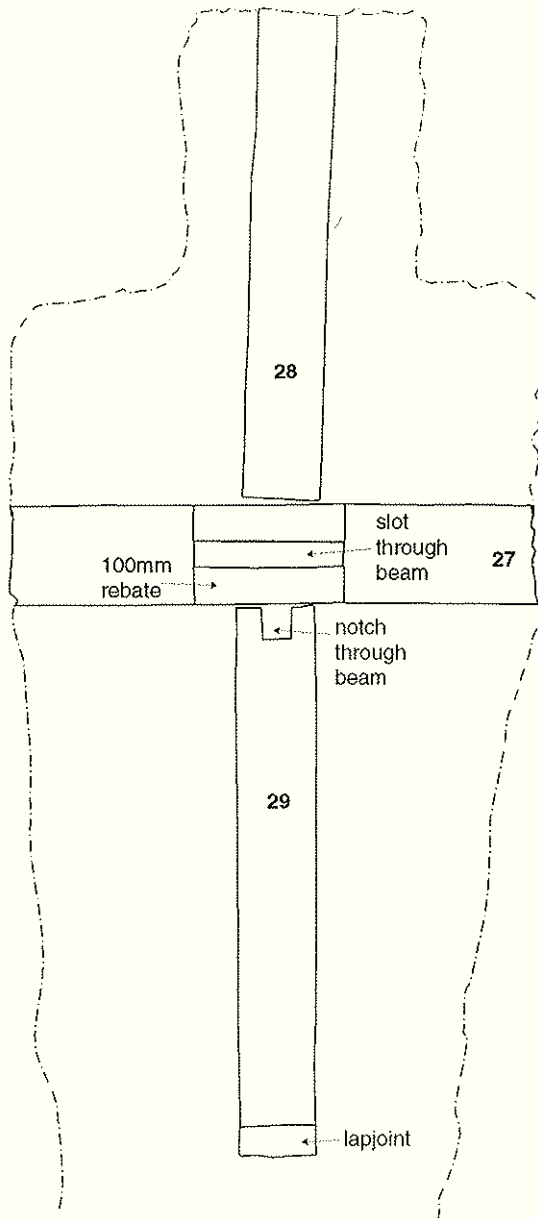 28
slot
through
beam
27
100mm
rebate
notch
through
beam
29
lapjoint